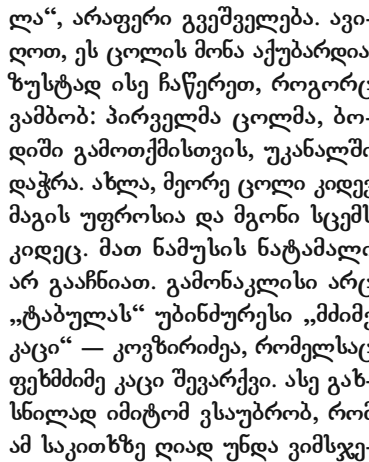 ლა“, არაფერი გვეშველება. ავი-
ღოთ, ეს ცოლის მონა აქუბარდია
ზუსტად ისე ჩაწერეთ, როგორც
ვამბობ: პირველმა ცოლმა, ბო-
დიში გამოთქმისთვის, უკანალში
დაჭრა. ახლა, მეორე ცოლი კიდევ
მაგის უფროსია და მგონი სცემს
კიდეც. მათ ნამუსის ნატამალი
არ გააჩნიათ. გამონაკლისი არც
„ტაბულას“ უბინძურესი „მძიმე
კაცი“ — კოვზირიძეა, რომელსაც
ფეხმძიმე კაცი შევარქვი. ასე გახ-
სნილად იმიტომ ვსაუბრობ, რომ
ამ საკითხზე ღიად უნდა ვიმსჯე-